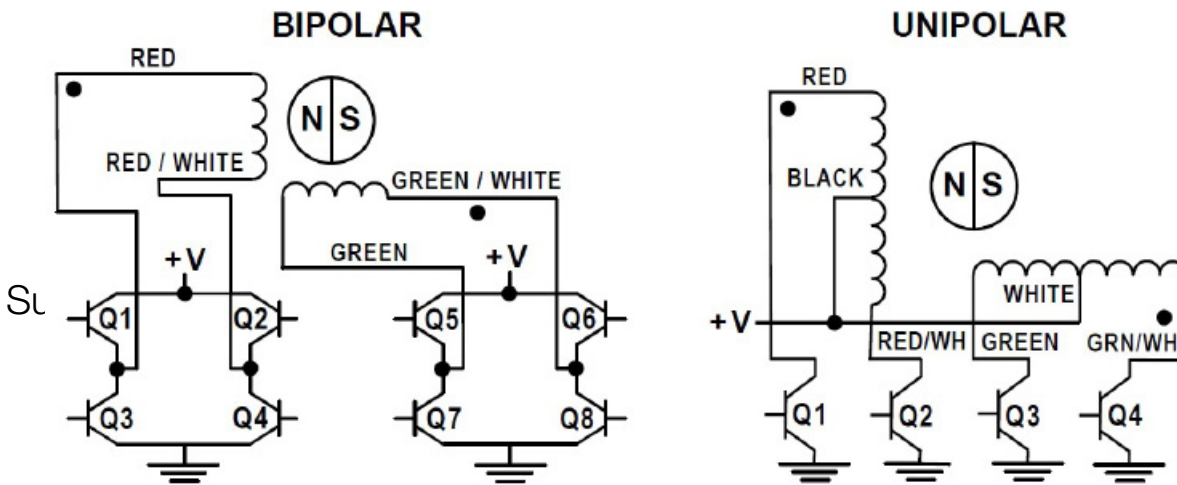 BIPOLAR
RED
N S
RED / WHITE
GREEN / WHITE
GREEN
+V
+V
Q1
Q2
Q5
Q6
Q3
Q4
Q7
Q8
UNIPOLAR
RED
BLACK
N S
WHITE
+V
RED/WH
GREEN
GRN/WH
Q1
Q2
Q3
Q4